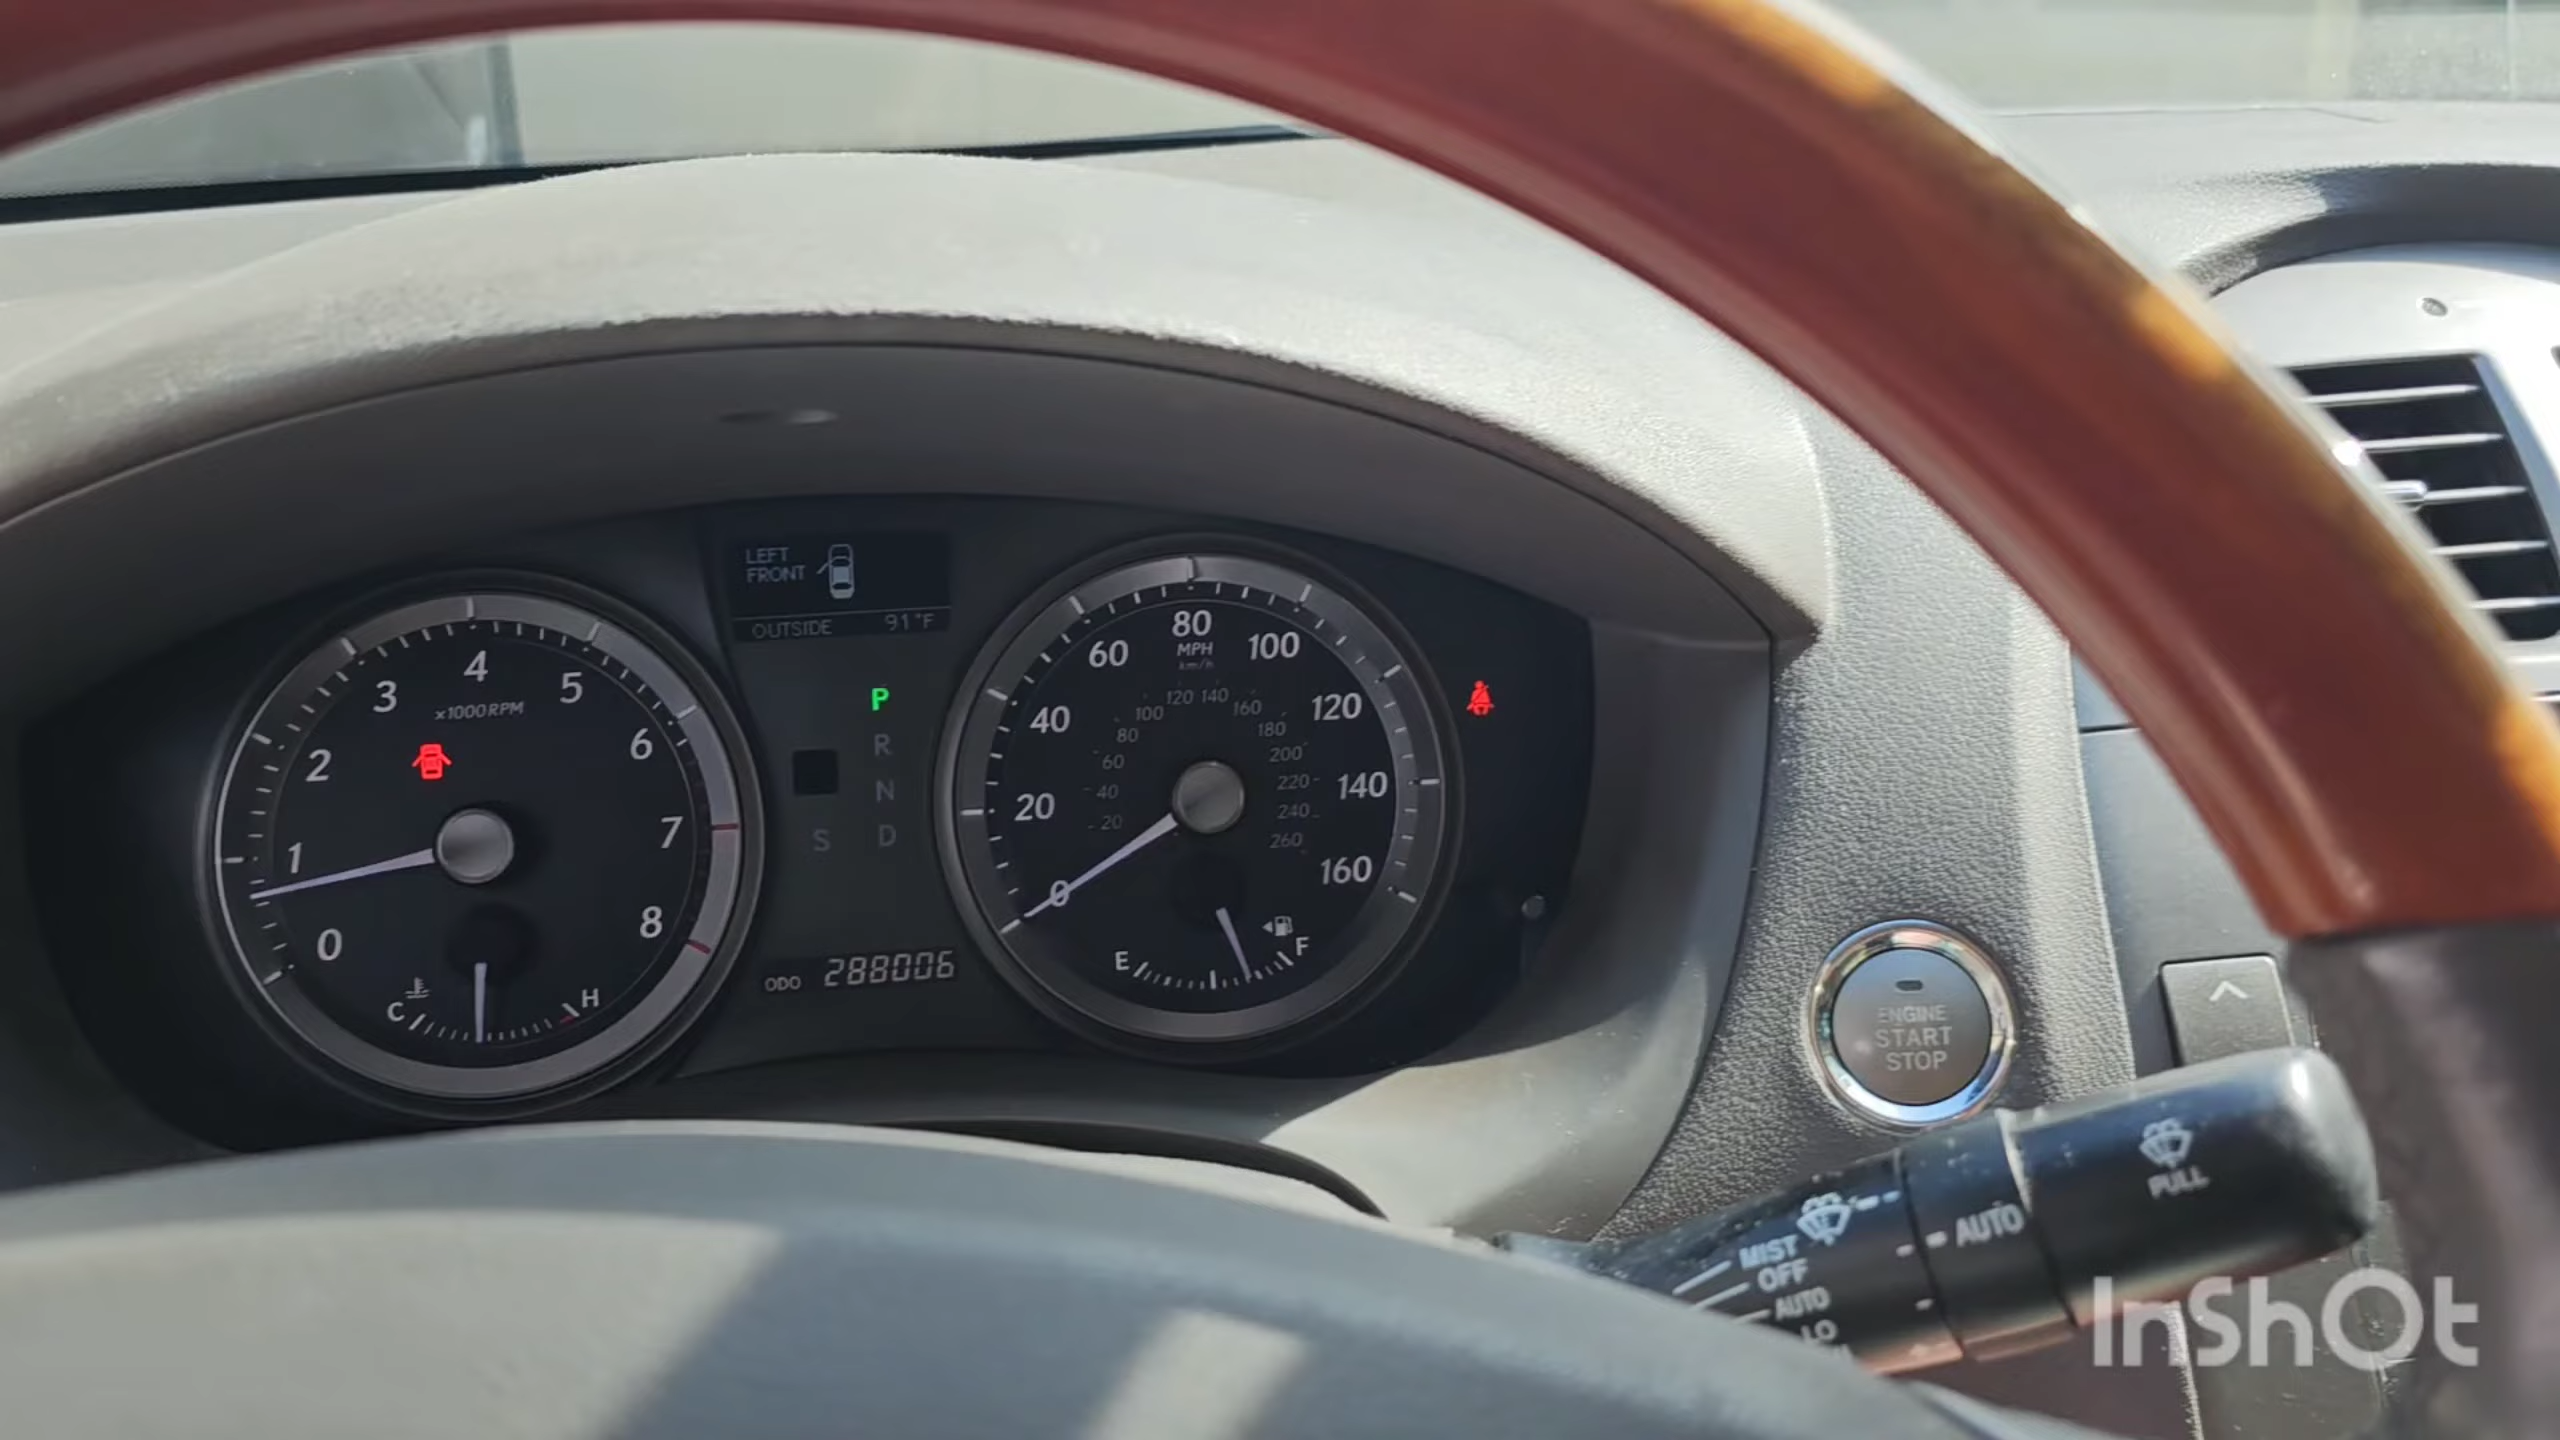 LEFT
FRONT
OUTSIDE 91°F
0 1 2 3 4 5 6 7 8
x1000RPM
C H
P
R
N
D
S
ODO 288006
0 20 40 60 80 100 120 140 160
MPH
km/h
20 40 60 80 100 120 140 160 180 200 220 240 260
E F
ENGINE
START
STOP
MIST
OFF
AUTO
LO
AUTO
PULL
InShOt